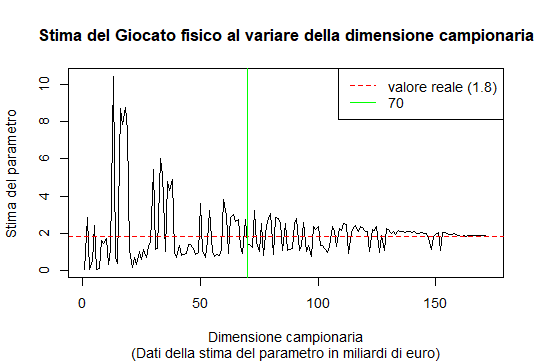 Stima del Giocato fisico al variare della dimensione campionaria
valore reale (1.8)
70
Stima del parametro
10
8
6
4
2
0
0 50 100 150
Dimensione campionaria
(Dati della stima del parametro in miliardi di euro)